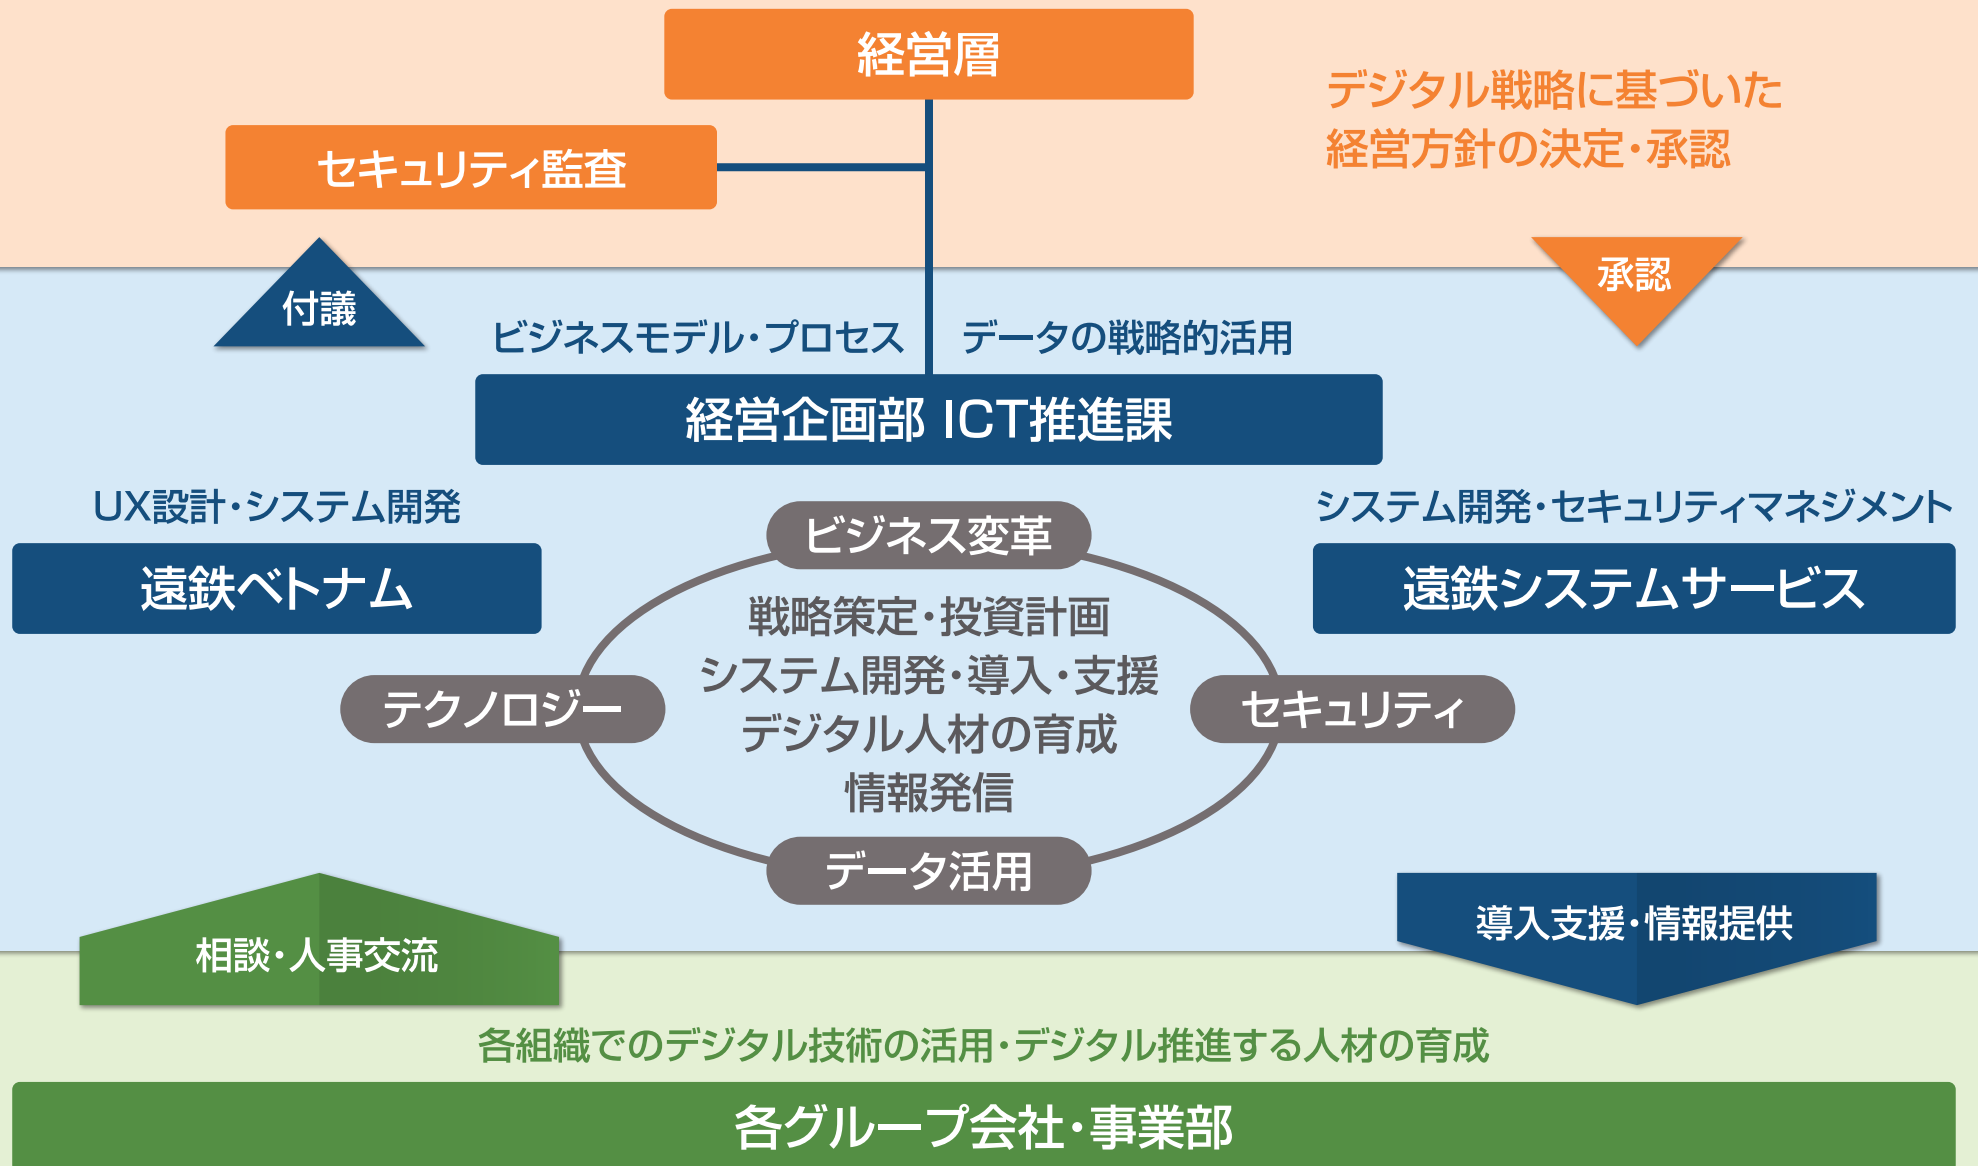 経営層
デジタル戦略に基づいた
経営方針の決定・承認
セキュリティ監査
付議
承認
ビジネスモデル・プロセス
データの戦略的活用
経営企画部 ICT推進課
UX設計・システム開発
遠鉄ベトナム
システム開発・セキュリティマネジメント
遠鉄システムサービス
ビジネス変革
戦略策定・投資計画
システム開発・導入・支援
デジタル人材の育成
情報発信
テクノロジー
セキュリティ
データ活用
相談・人事交流
導入支援・情報提供
各組織でのデジタル技術の活用・デジタル推進する人材の育成
各グループ会社・事業部